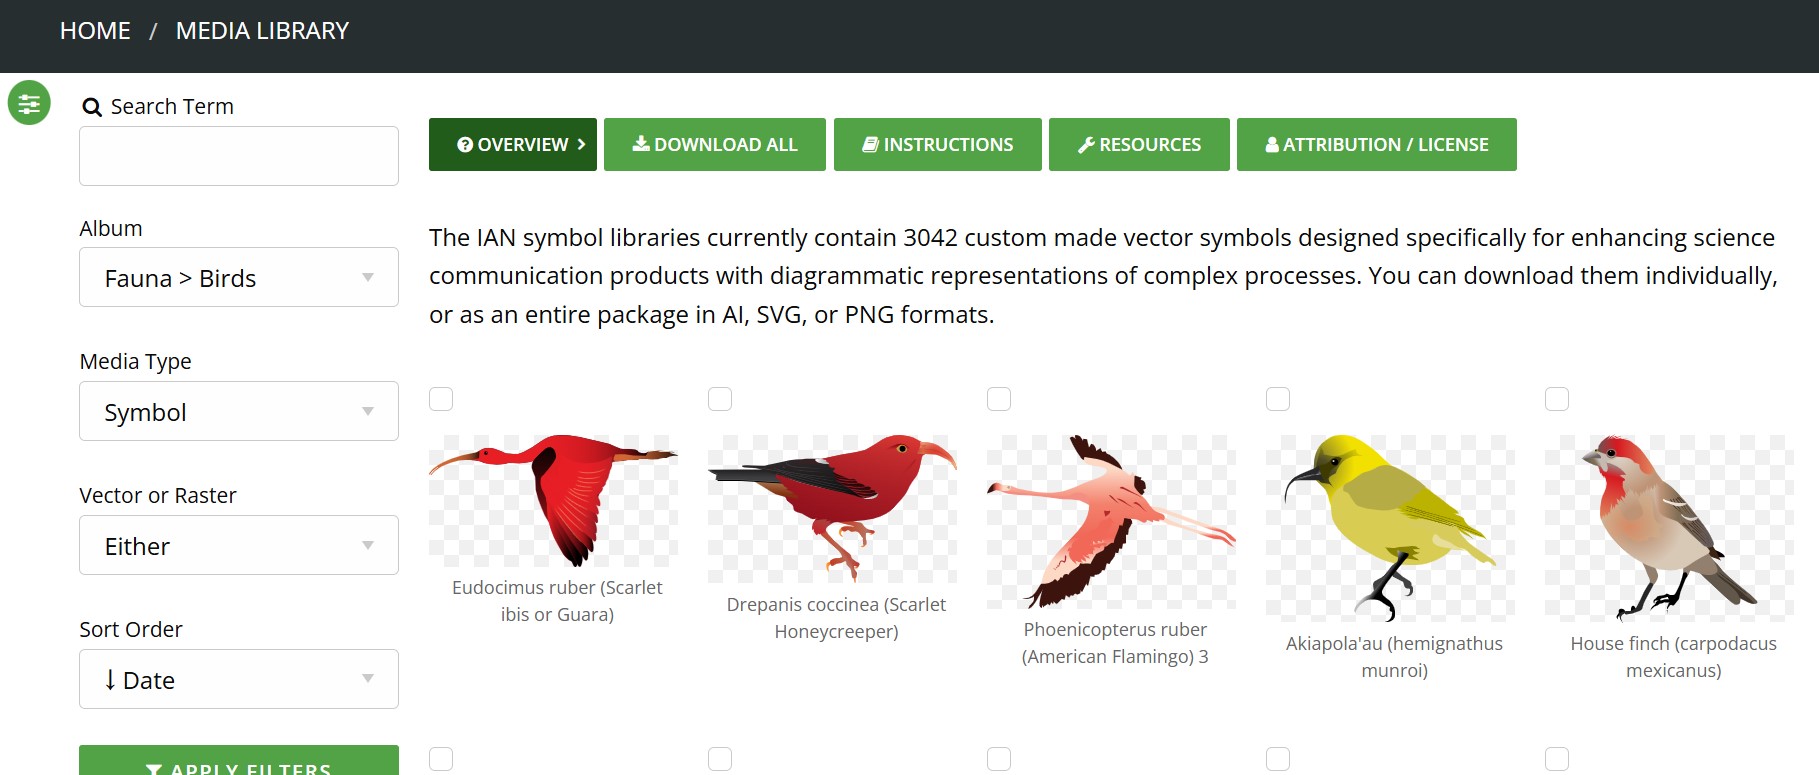 HOME / MEDIA LIBRARY
Search Term
Album
Fauna > Birds
Media Type
Symbol
Vector or Raster
Either
Sort Order
↓ Date
APPLY FILTERS
OVERVIEW
DOWNLOAD ALL
INSTRUCTIONS
RESOURCES
ATTRIBUTION / LICENSE
The IAN symbol libraries currently contain 3042 custom made vector symbols designed specifically for enhancing science
communication products with diagrammatic representations of complex processes. You can download them individually,
or as an entire package in AI, SVG, or PNG formats.
Eudocimus ruber (Scarlet
ibis or Guara)
Drepanis coccinea (Scarlet
Honeycreeper)
Phoenicopterus ruber
(American Flamingo) 3
Akiapola'au (hemignathus
munroi)
House finch (carpodacus
mexicanus)